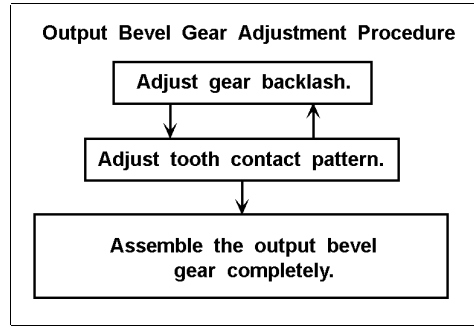 Output Bevel Gear Adjustment Procedure
Adjust gear backlash.
Adjust tooth contact pattern.
Assemble the output bevel
gear completely.